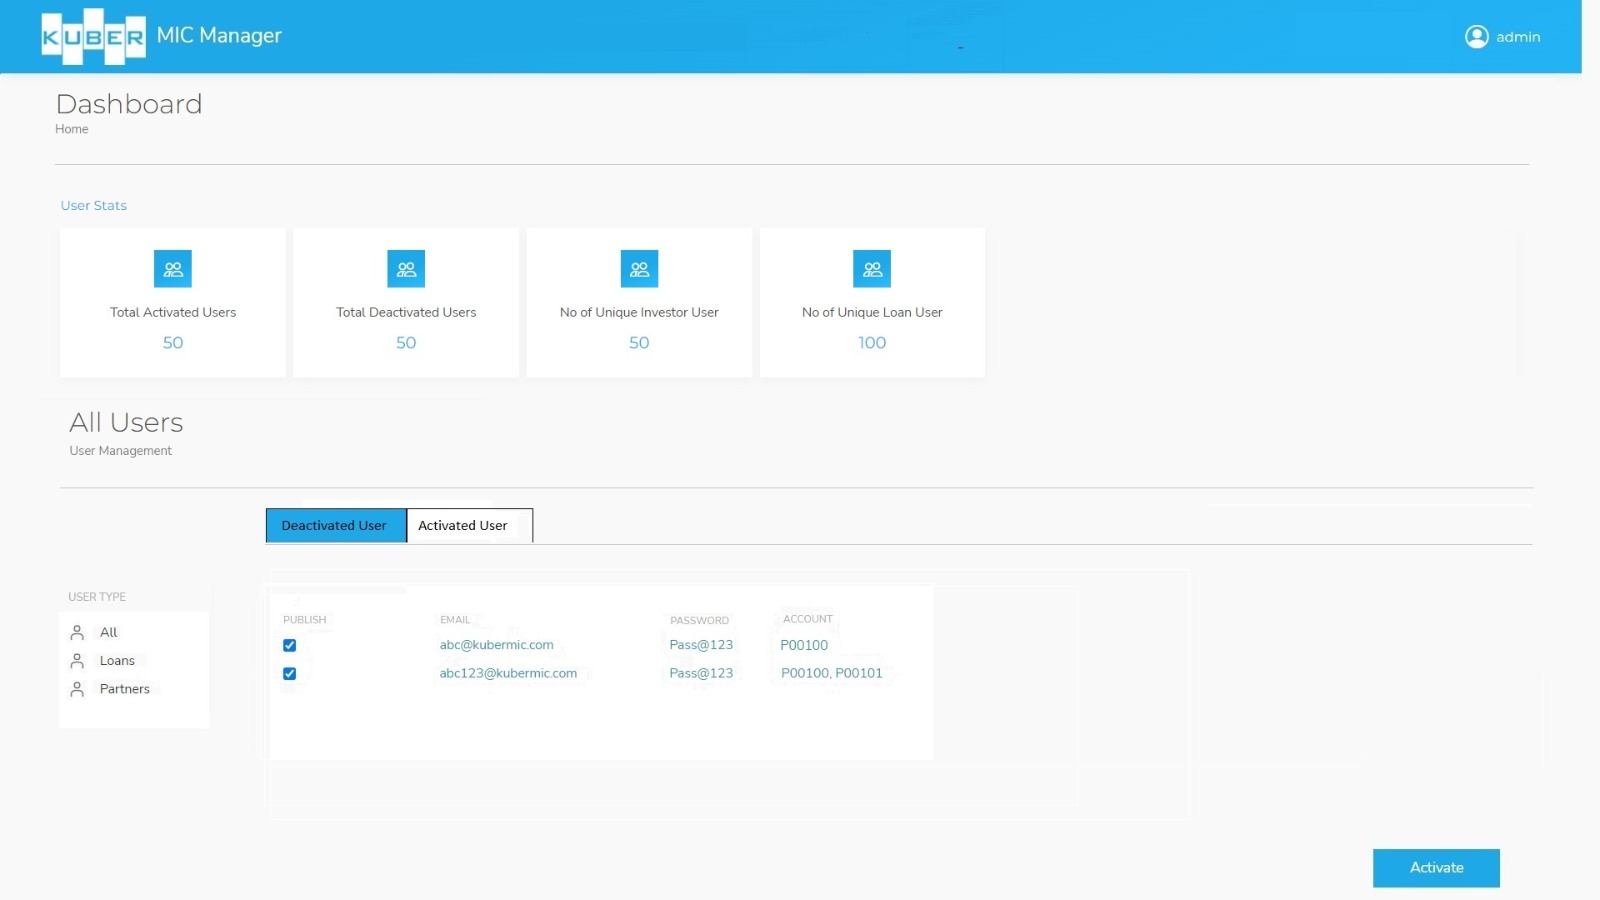 KUBER MIC Manager
admin
Dashboard
Home
User Stats
Total Activated Users
50
Total Deactivated Users
50
No of Unique Investor User
50
No of Unique Loan User
100
All Users
User Management
Deactivated User
Activated User
USER TYPE
All
Loans
Partners
PUBLISH EMAIL PASSWORD ACCOUNT
abc@kubermic.com Pass@123 P00100
abc123@kubermic.com Pass@123 P00100, P00101
Activate